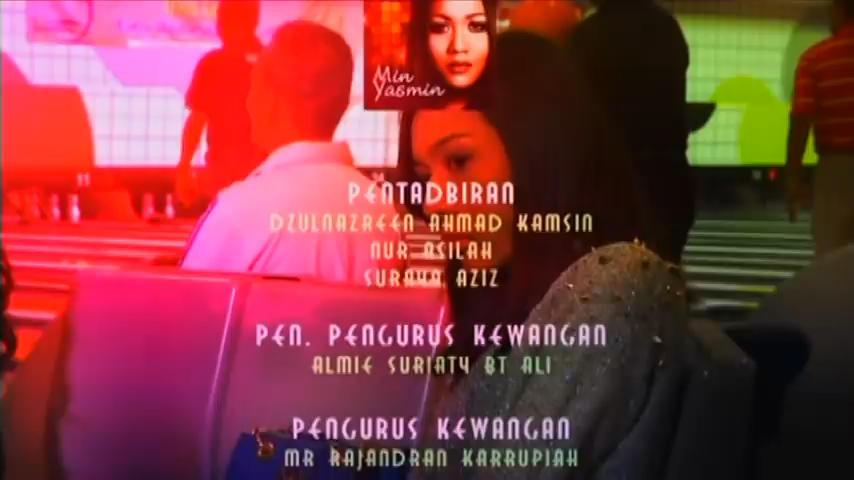 Min
Yasmin
PENTADBIRAN
DZULNAZREEN AHMAD KAMSIN
NUR ASILAH
SURAYA AZIZ
PEN. PENGURUS KEWANGAN
ALMIE SURIATY BT ALI
PENGURUS KEWANGAN
MR RAJANDRAN KARRUPIAH